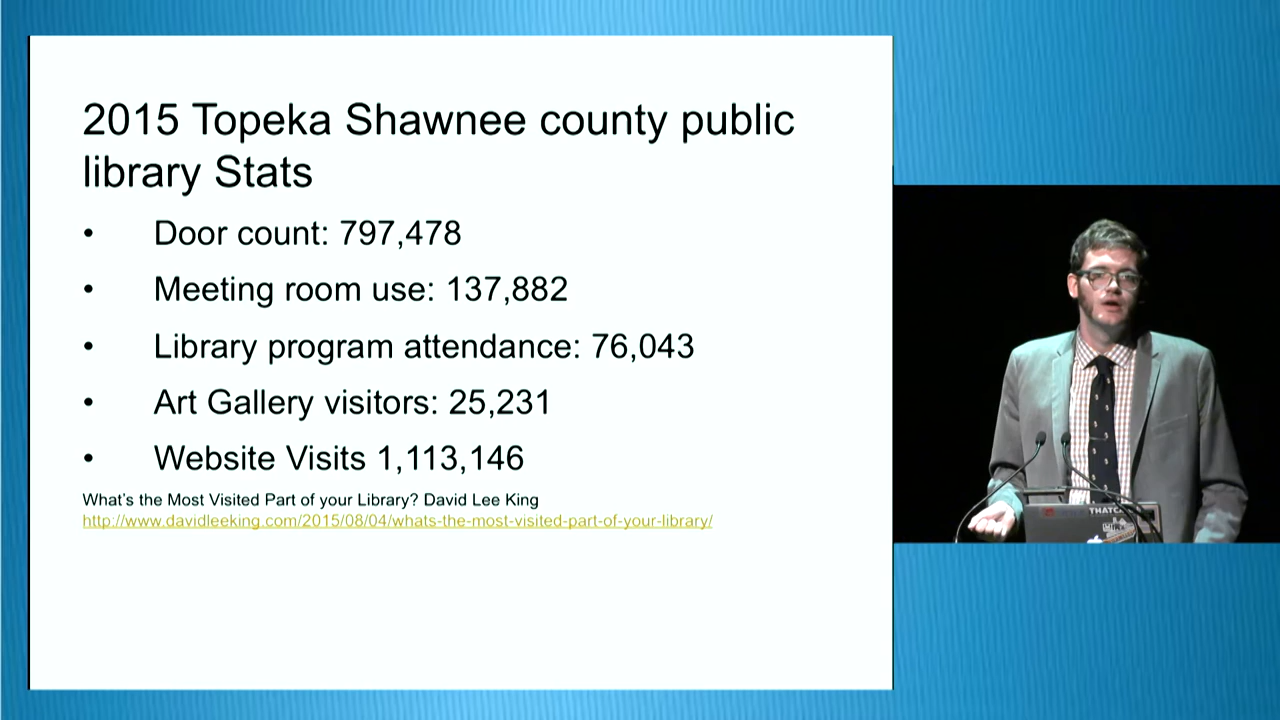 2015 Topeka Shawnee county public
library Stats
• Door count: 797,478
• Meeting room use: 137,882
• Library program attendance: 76,043
• Art Gallery visitors: 25,231
• Website Visits 1,113,146
What's the Most Visited Part of your Library? David Lee King
http://www.davidleeking.com/2015/08/04/whats-the-most-visited-part-of-your-library/